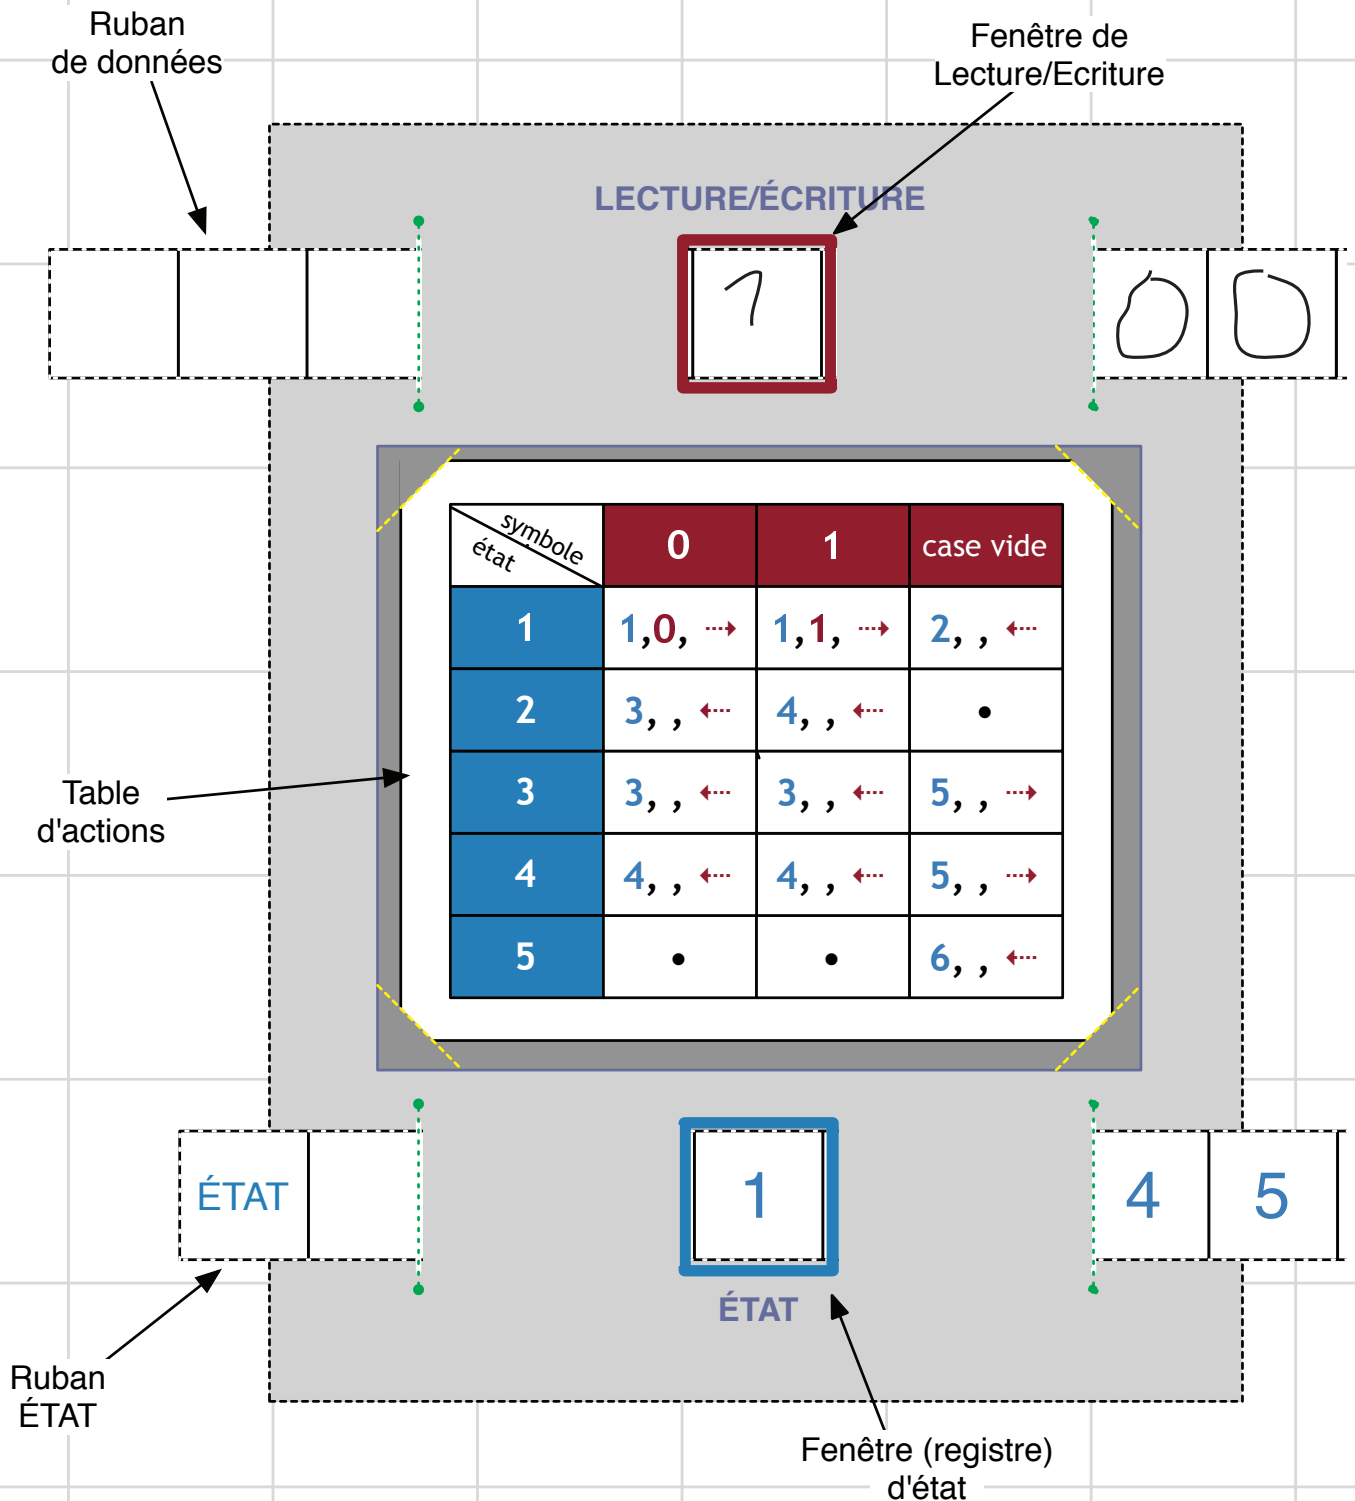 Ruban
de données
Fenêtre de
Lecture/Ecriture
LECTURE/ÉCRITURE
1 0 0
symbole
état
0 1 case vide
1 1,0, ⇢ 1,1, ⇢ 2, , ⇠
2 3, , ⇠ 4, , ⇠ •
3 3, , ⇠ 3, , ⇠ 5, , ⇢
4 4, , ⇠ 4, , ⇠ 5, , ⇢
5 • • 6, , ⇠
Table
d'actions
ÉTAT 1 4 5
ÉTAT
Ruban
ÉTAT
Fenêtre (registre)
d'état